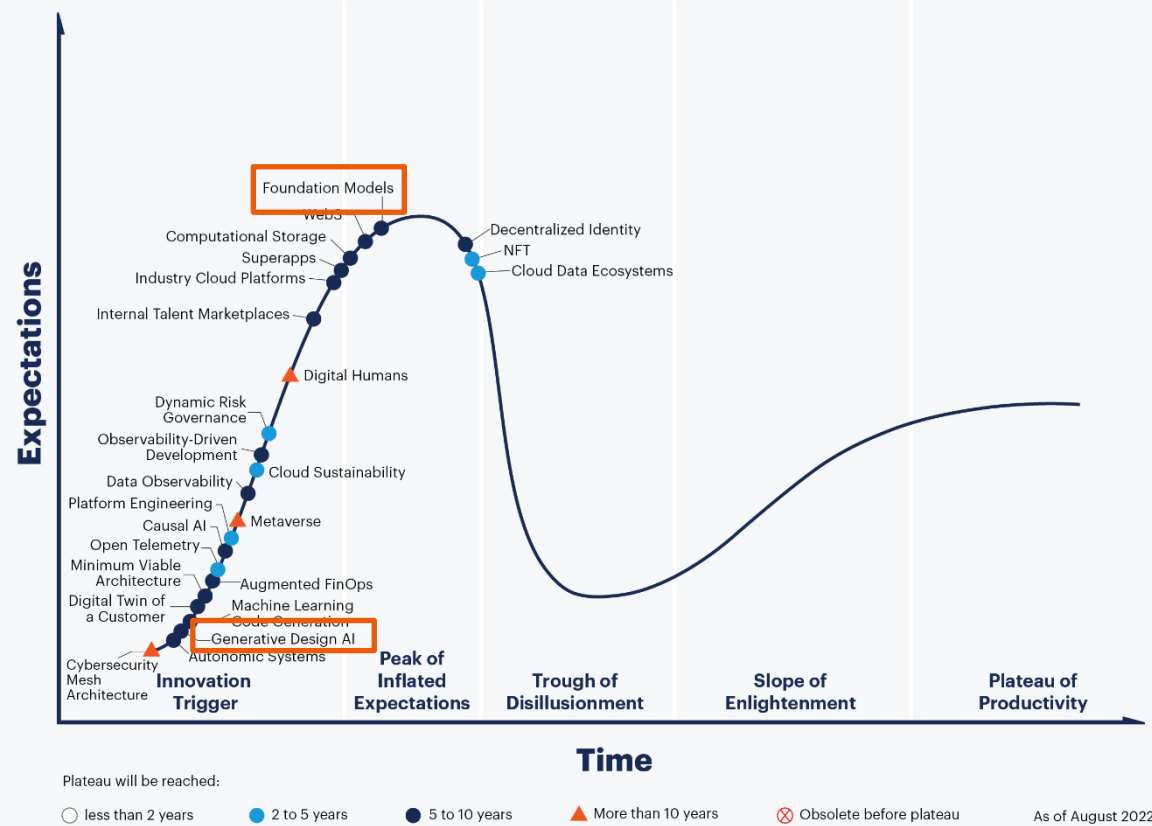 Expectations
Foundation Models
Web3
Computational Storage
Superapps
Industry Cloud Platforms
Internal Talent Marketplaces
Decentralized Identity
NFT
Cloud Data Ecosystems
Digital Humans
Dynamic Risk
Governance
Observability-Driven
Development
Cloud Sustainability
Data Observability
Platform Engineering
Metaverse
Causal AI
Open Telemetry
Minimum Viable
Architecture
Augmented FinOps
Digital Twin of
a Customer
Machine Learning
Code Generation
Generative Design AI
Autonomic Systems
Cybersecurity
Mesh
Architecture
Innovation
Trigger
Peak of
Inflated
Expectations
Trough of
Disillusionment
Slope of
Enlightenment
Plateau of
Productivity
Time
Plateau will be reached:
less than 2 years
2 to 5 years
5 to 10 years
More than 10 years
Obsolete before plateau
As of August 2022